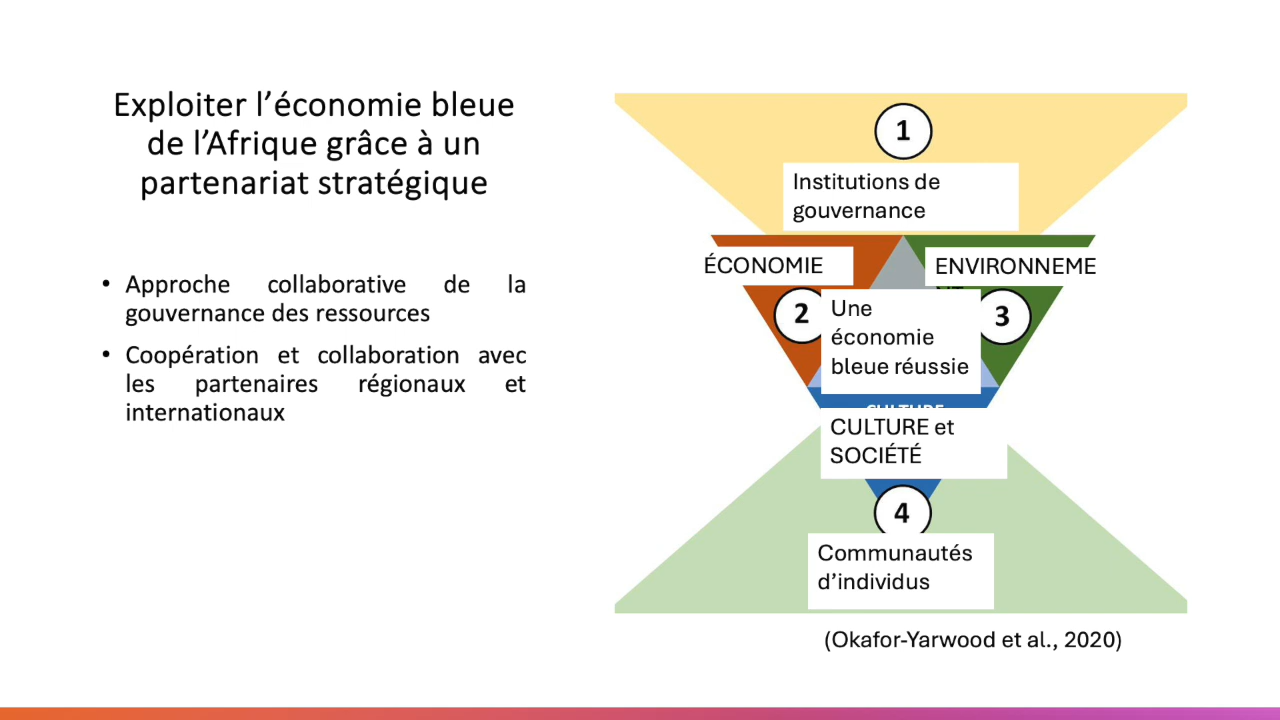 Exploiter l’économie bleue
de l’Afrique grâce à un
partenariat stratégique
• Approche collaborative de la
gouvernance des ressources
• Coopération et collaboration avec
les partenaires régionaux et
internationaux
1
Institutions de
gouvernance
ÉCONOMIE
ENVIRONNEME
2
Une
économie
bleue réussie
3
CULTURE et
SOCIÉTÉ
4
Communautés
d’individus
(Okafor-Yarwood et al., 2020)